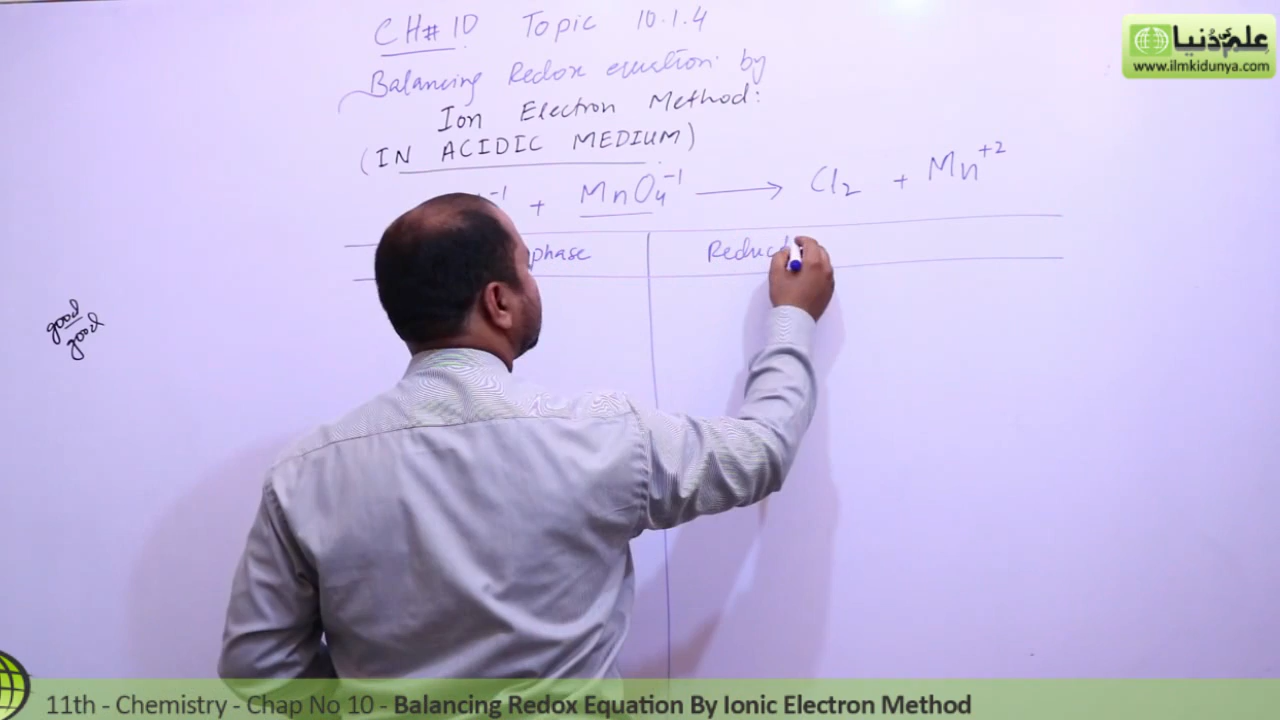 CH# 10 Topic 10.1.4
Balancing Redox equation by
Ion Electron Method:
(IN ACIDIC MEDIUM)
-1 + MnO4-1 → Cl2 + Mn+2
phase
Reduct
good
good
علم کی دُنیا
www.ilmkidunya.com
11th - Chemistry - Chap No 10 - Balancing Redox Equation By Ionic Electron Method